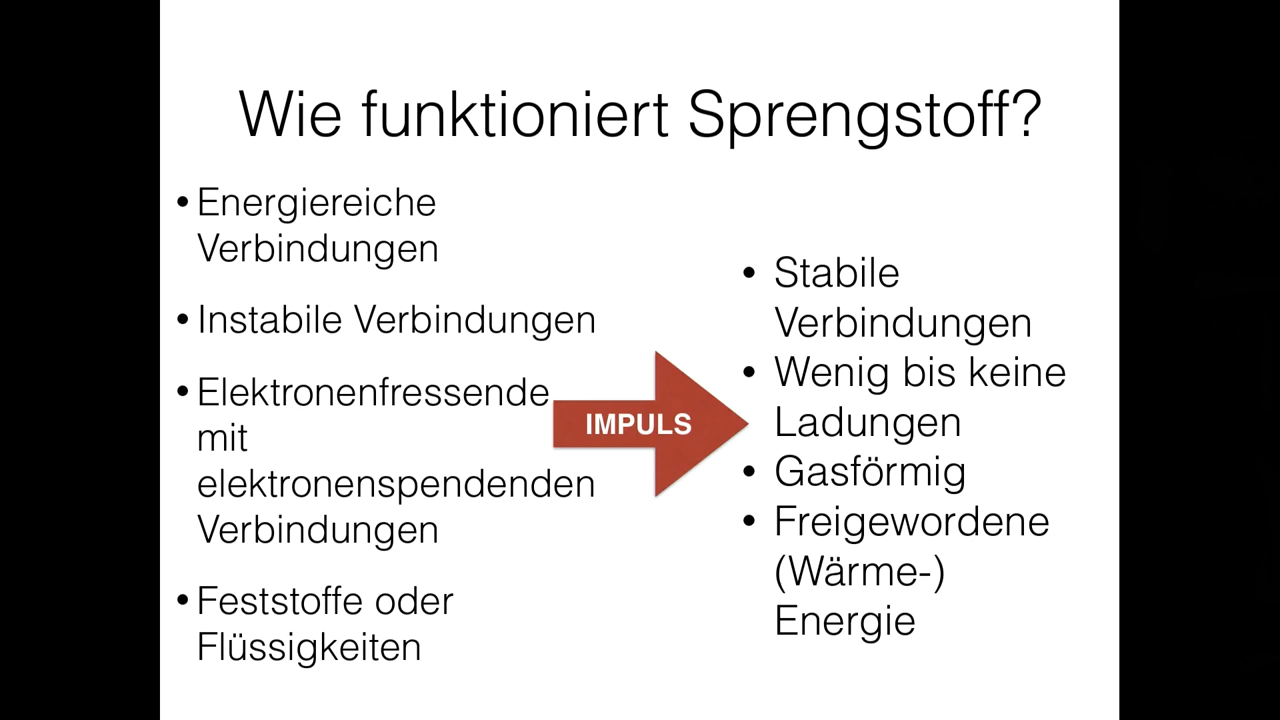 Wie funktioniert Sprengstoff?
• Energiereiche
Verbindungen
• Instabile Verbindungen
• Elektronenfressende
mit
elektronenspendenden
Verbindungen
• Feststoffe oder
Flüssigkeiten
IMPULS
• Stabile
Verbindungen
• Wenig bis keine
Ladungen
• Gasförmig
• Freigewordene
(Wärme-)
Energie